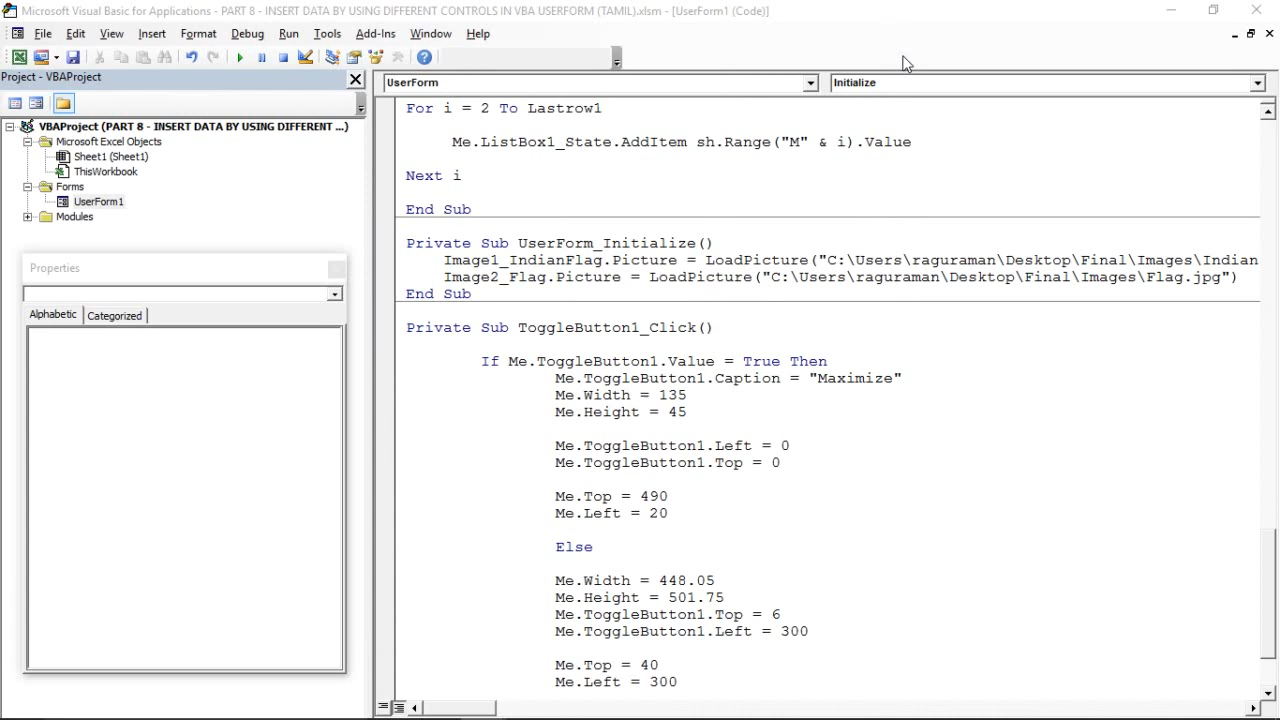 Microsoft Visual Basic for Applications - PART 8 - INSERT DATA BY USING DIFFERENT CONTROLS IN VBA USERFORM (TAMIL).xlsm - [UserForm1 (Code)]
File Edit View Insert Format Debug Run Tools Add-Ins Window Help
Project - VBAProject
UserForm Initialize
VBAProject (PART 8 - INSERT DATA BY USING DIFFERENT ...)
Microsoft Excel Objects
Sheet1 (Sheet1)
ThisWorkbook
Forms
UserForm1
Modules
Properties
Alphabetic Categorized
For i = 2 To Lastrow1
Me.ListBox1_State.AddItem sh.Range("M" & i).Value
Next i
End Sub
Private Sub UserForm_Initialize()
Image1_IndianFlag.Picture = LoadPicture("C:\Users\raguraman\Desktop\Final\Images\Indian
Image2_Flag.Picture = LoadPicture("C:\Users\raguraman\Desktop\Final\Images\Flag.jpg")
End Sub
Private Sub ToggleButton1_Click()
If Me.ToggleButton1.Value = True Then
Me.ToggleButton1.Caption = "Maximize"
Me.Width = 135
Me.Height = 45
Me.ToggleButton1.Left = 0
Me.ToggleButton1.Top = 0
Me.Top = 490
Me.Left = 20
Else
Me.Width = 448.05
Me.Height = 501.75
Me.ToggleButton1.Top = 6
Me.ToggleButton1.Left = 300
Me.Top = 40
Me.Left = 300